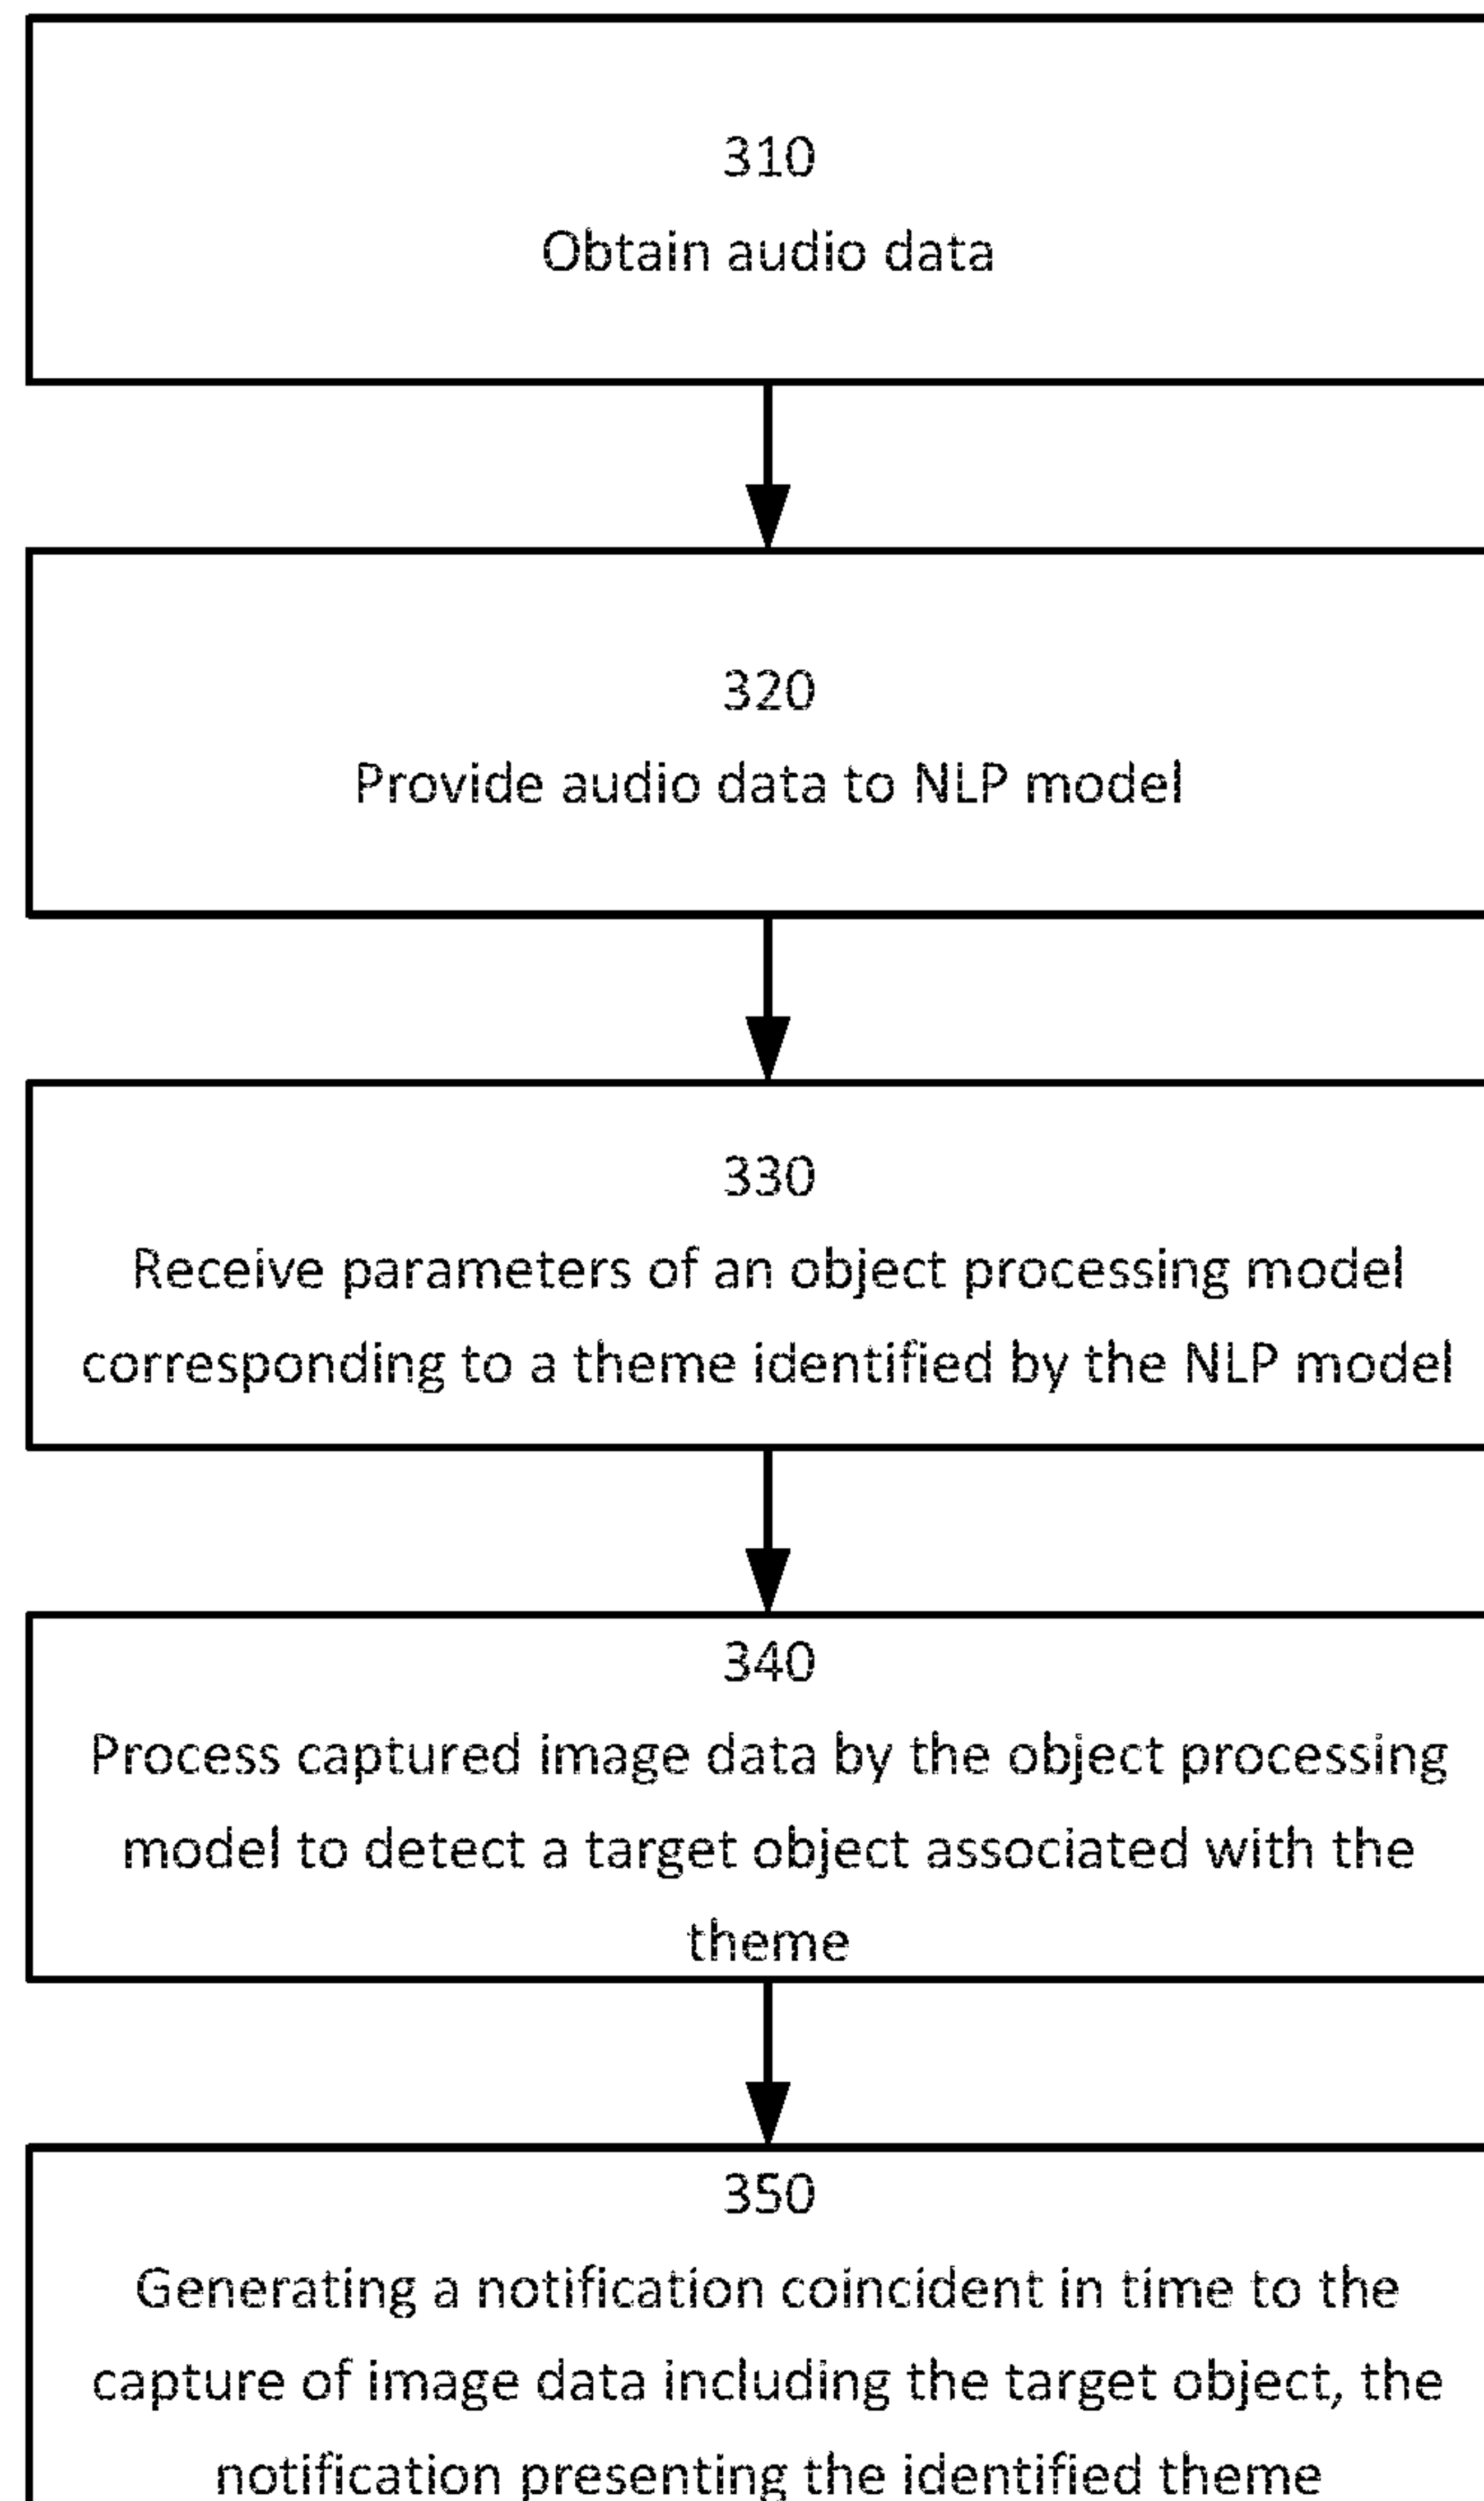 310
Obtain audio data
320
Provide audio data to NLP model
330
Receive parameters of an object processing model
corresponding to a theme identified by the NLP model
340
Process captured image data by the object processing
model to detect a target object associated with the
theme
350
Generating a notification coincident in time to the
capture of image data including the target object, the
notification presenting the identified theme